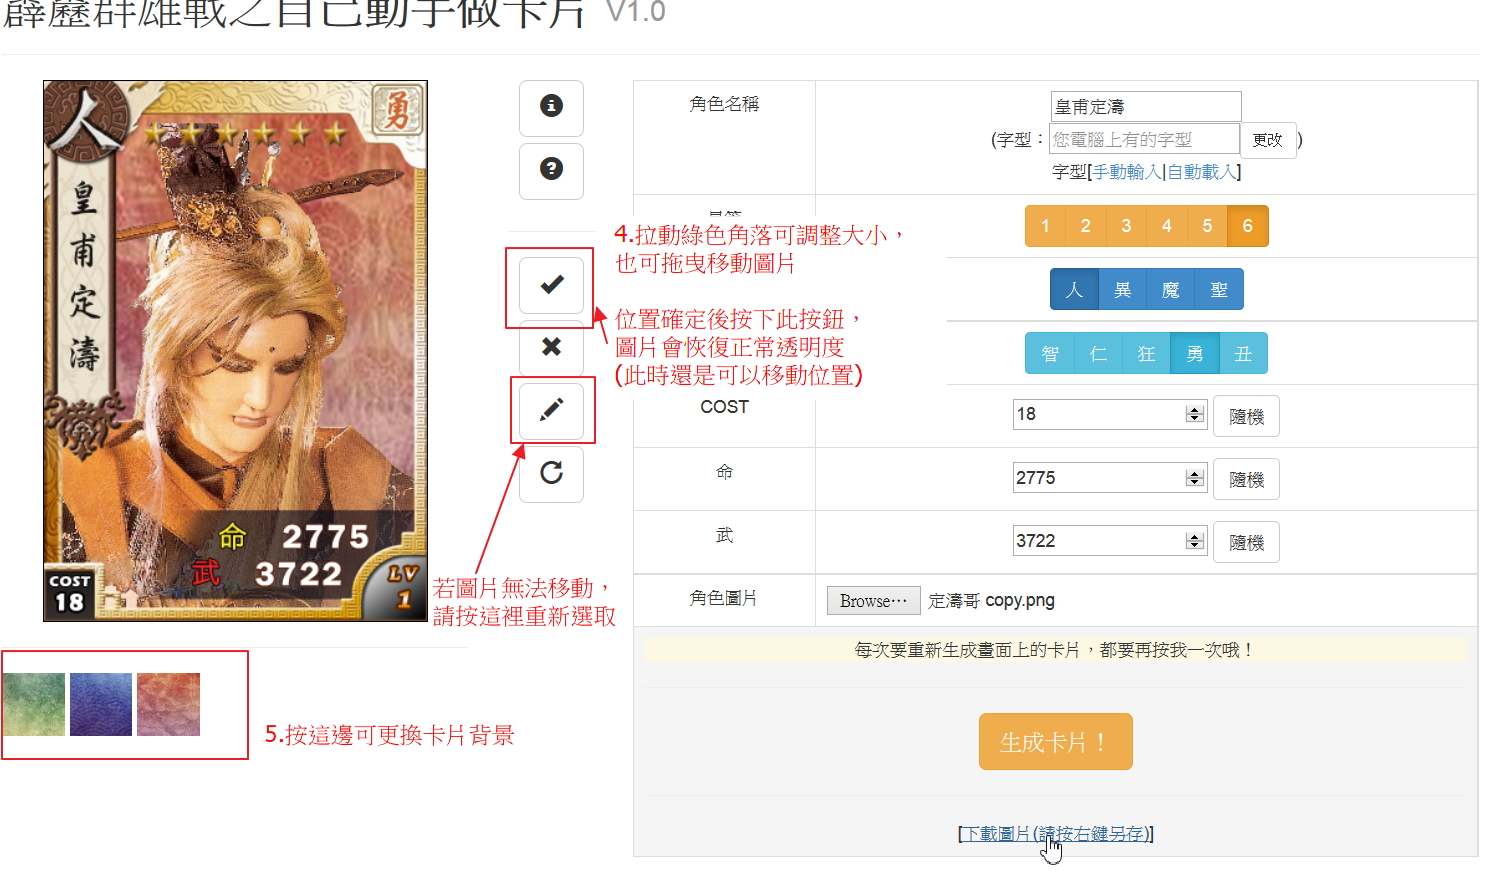 霹靂群雄戰之自己動手做卡片 V1.0
人
勇
皇甫定濤
命 2775
武 3722
COST
18
LV
1
4.拉動綠色角落可調整大小，
也可拖曳移動圖片
位置確定後按下此按鈕，
圖片會恢復正常透明度
(此時還是可以移動位置)
若圖片無法移動，
請按這裡重新選取
5.按這邊可更換卡片背景
角色名稱
皇甫定濤
(字型：您電腦上有的字型 更改)
字型[手動輸入|自動載入]
1 2 3 4 5 6
人 異 魔 聖
智 仁 狂 勇 丑
COST 18 隨機
命 2775 隨機
武 3722 隨機
角色圖片 Browse… 定濤哥 copy.png
每次要重新生成畫面上的卡片，都要再按我一次哦！
生成卡片！
[下載圖片(請按右鍵另存)]